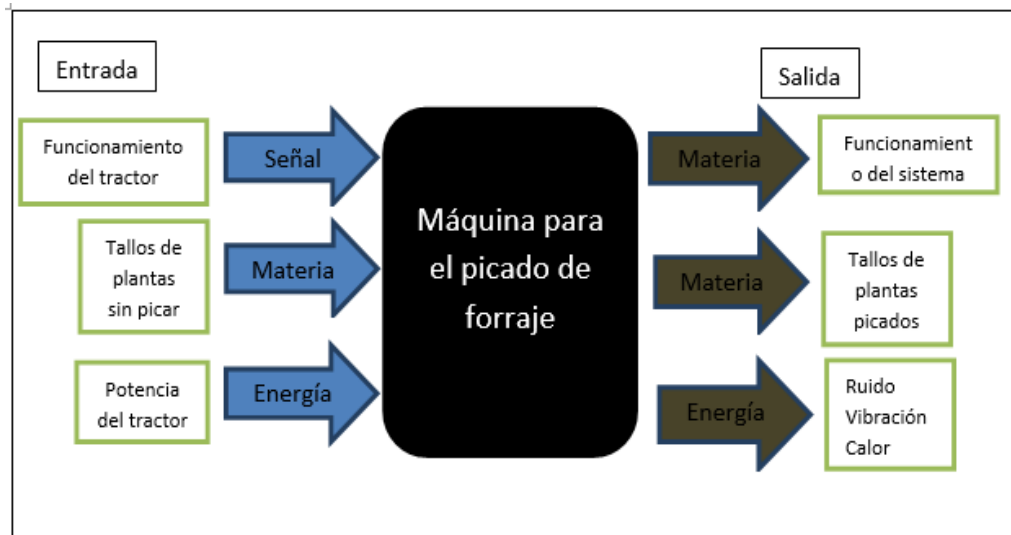 Entrada
Salida
Funcionamiento
del tractor
Señal
Materia
Funcionamient
o del sistema
Máquina para
el picado de
forraje
Tallos de
plantas
sin picar
Materia
Materia
Tallos de
plantas
picados
Potencia
del tractor
Energía
Energía
Ruido
Vibración
Calor